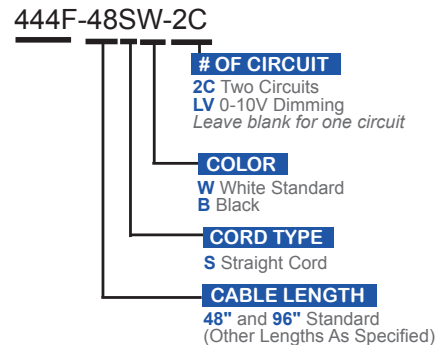 444F-48SW-2C
# OF CIRCUIT
2C Two Circuits
LV 0-10V Dimming
Leave blank for one circuit
COLOR
W White Standard
B Black
CORD TYPE
S Straight Cord
CABLE LENGTH
48" and 96" Standard
(Other Lengths As Specified)